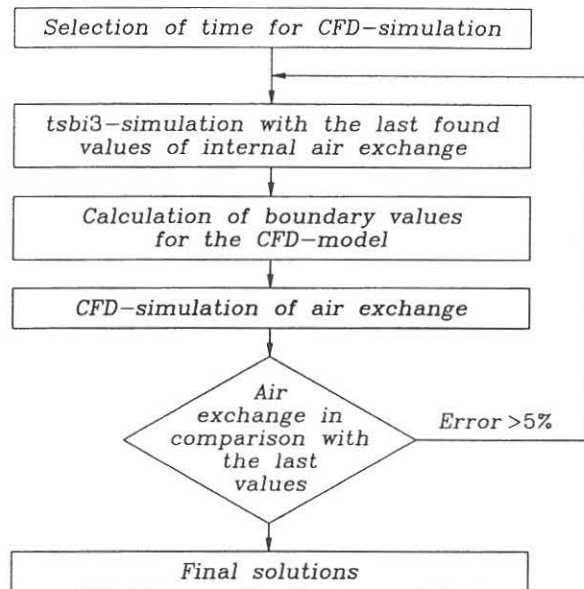 Selection of time for CFD-simulation
tsbi3-simulation with the last found
values of internal air exchange
Calculation of boundary values
for the CFD-model
CFD-simulation of air exchange
Air
exchange in
comparison with
the last
values
Error>5%
Final solutions